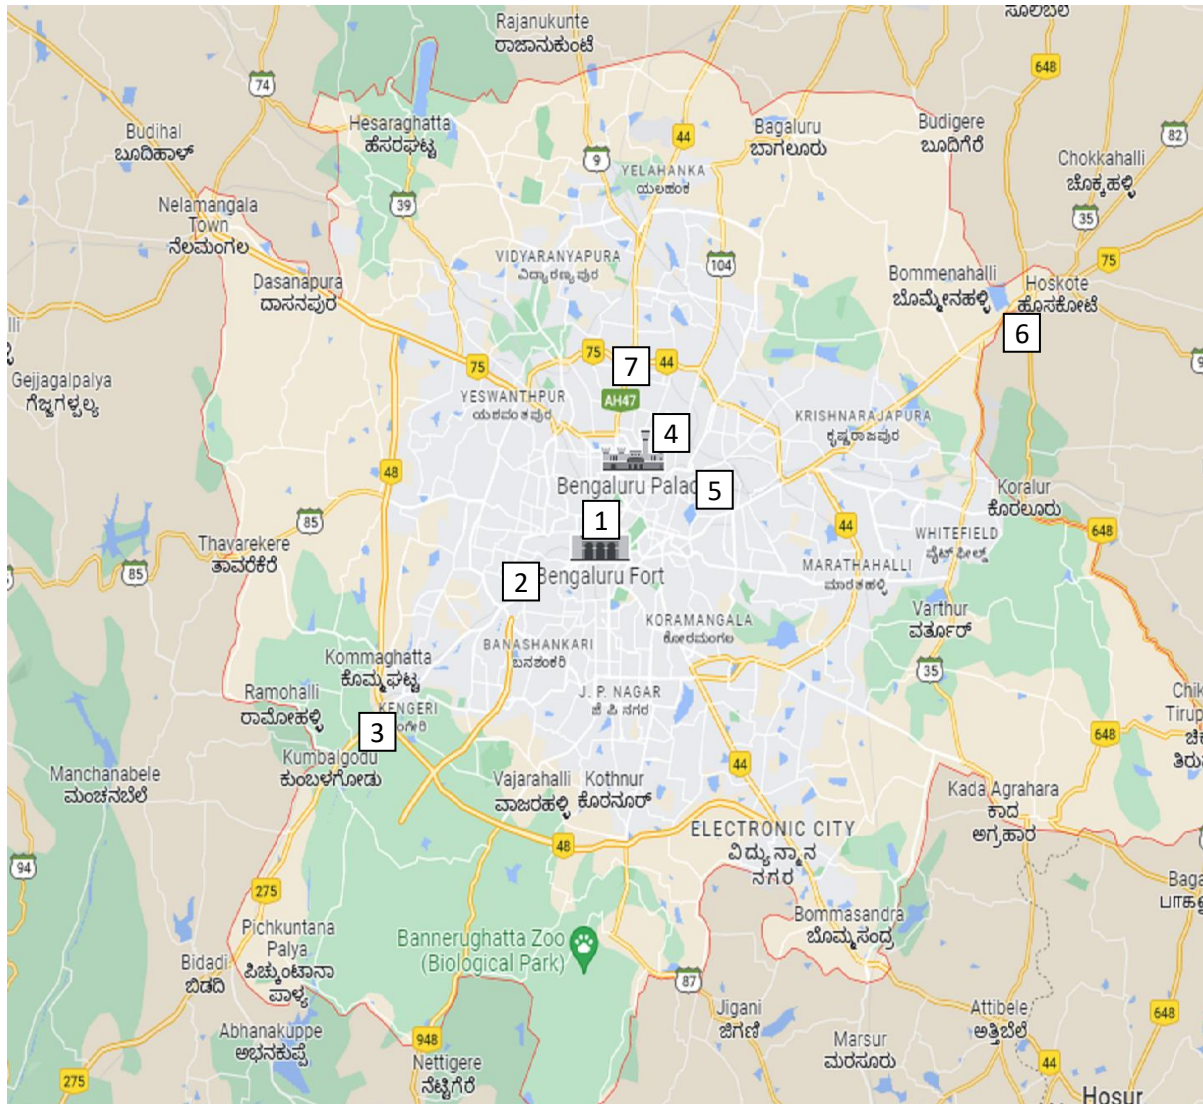 Rajanukunte
ರಾಜಾನುಕುಂಟೆ
ಸೂಲಿಬೆಲೆ
648
74
Budihal
ಬೂದಿಹಾಳ್
Hesaraghatta
ಹೆಸರಘಟ್ಟ
44
Bagaluru
ಬಾಗಲೂರು
Budigere
ಬೂದಿಗೆರೆ
82
9
Chokkahalli
ಚೊಕ್ಕಹಳ್ಳಿ
YELAHANKA
ಯಲಹಂಕ
Nelamangala
Town
ನೆಲಮಂಗಲ
39
35
VIDYARANYAPURA
ವಿದ್ಯಾರಣ್ಯಪುರ
104
75
Dasanapura
ದಾಸನಪುರ
Bommenahalli
ಬೊಮ್ಮೇನಹಳ್ಳಿ
Hoskote
ಹೊಸಕೋಟೆ
6
lli
75
7
44
75
Gejjagalpalya
ಗೆಜ್ಜಗಳ್ಪಲ್ಯ
YESWANTHPUR
ಯಶವಂತಪುರ
AH47
KRISHNARAJAPURA
ಕೃಷ್ಣರಾಜಪುರ
4
48
Bengaluru Palac
5
Koralur
ಕೊರಲೂರು
85
1
44
648
Thavarekere
ತಾವರೆಕೆರೆ
WHITEFIELD
ವೈಟ್‌ಫೀಲ್ಡ್
85
2
Bengaluru Fort
MARATHAHALLI
ಮಾರತಹಳ್ಳಿ
Varthur
ವರ್ತೂರ್
KORAMANGALA
ಕೋರಮಂಗಲ
BANASHANKARI
ಬನಶಂಕರಿ
Kommaghatta
ಕೊಮ್ಮಘಟ್ಟ
35
Ramohalli
ರಾಮೋಹಳ್ಳಿ
J. P. NAGAR
ಜೆ ಪಿ ನಗರ
Chik
Tirup
KENGERI
3
648
Kumbalgodu
ಕುಂಬಳಗೋಡು
44
Manchanabele
ಮಂಚನಬೆಲೆ
Vajarahalli
ವಾಜರಹಳ್ಳಿ
Kothnur
ಕೊಠನೂರ್
Kada Agrahara
ಕಾದ
ಅಗ್ರಹಾರ
ELECTRONIC CITY
ವಿದ್ಯುನ್ಮಾನ
ನಗರ
48
94
275
Baga
Bommasandra
ಬೊಮ್ಮಸಂದ್ರ
Pichkuntana
Palya
ಪಿಚ್ಕುಂಟಾನಾ
ಪಾಳ್ಯ
Bannerughatta Zoo
(Biological Park)
Bidadi
ಬಿಡದಿ
87
Jigani
ಜಿಗಣಿ
Attibele
ಅತ್ತಿಬೆಲೆ
648
Abhanakuppe
ಅಭನಕುಪ್ಪೆ
948
Marsur
ಮರಸೂರು
Nettigere
ನೆಟ್ಟಿಗೆರೆ
44
275
Hosur